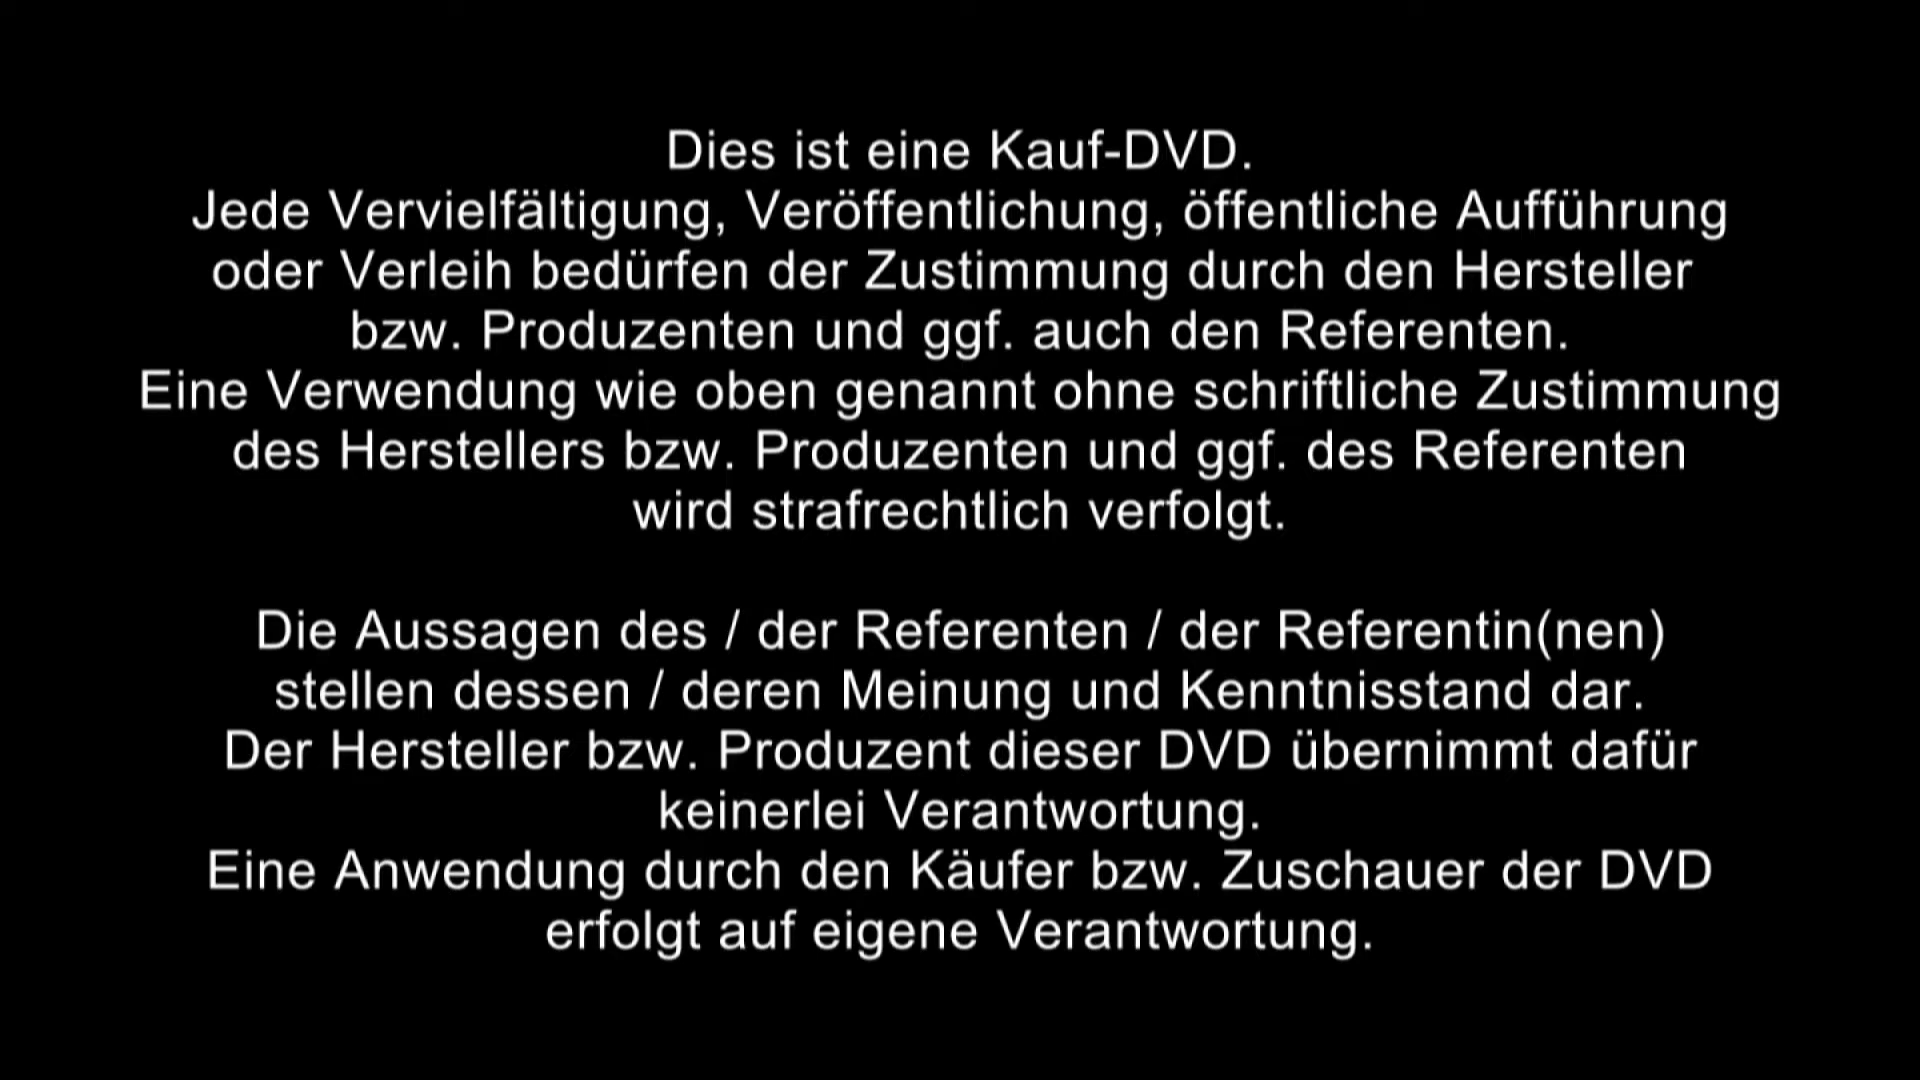 Dies ist eine Kauf-DVD.
Jede Vervielfältigung, Veröffentlichung, öffentliche Aufführung
oder Verleih bedürfen der Zustimmung durch den Hersteller
bzw. Produzenten und ggf. auch den Referenten.
Eine Verwendung wie oben genannt ohne schriftliche Zustimmung
des Herstellers bzw. Produzenten und ggf. des Referenten
wird strafrechtlich verfolgt.
Die Aussagen des / der Referenten / der Referentin(nen)
stellen dessen / deren Meinung und Kenntnisstand dar.
Der Hersteller bzw. Produzent dieser DVD übernimmt dafür
keinerlei Verantwortung.
Eine Anwendung durch den Käufer bzw. Zuschauer der DVD
erfolgt auf eigene Verantwortung.